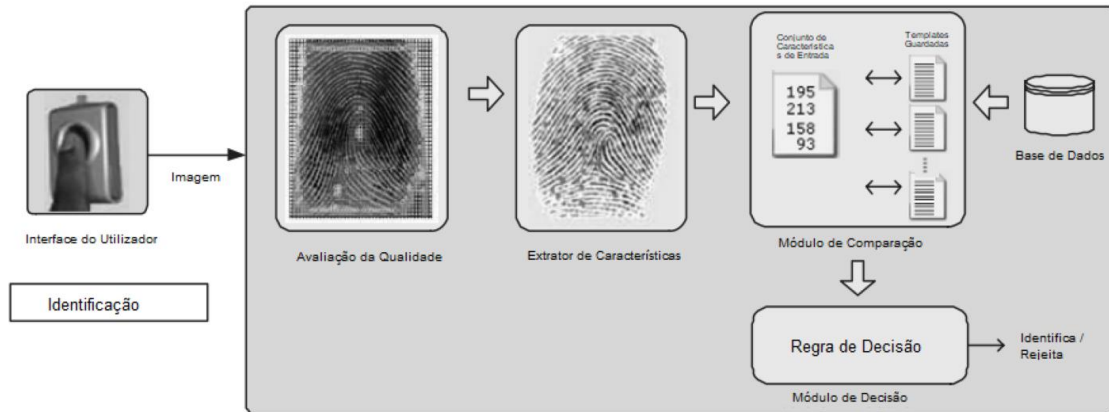 Imagem
Interface do Utilizador
Identificação
Avaliação da Qualidade
Extrator de Características
Conjunto de
Característica
s de Entrada
195
213
158
93
Templates
Guardadas
Módulo de Comparação
Base de Dados
Regra de Decisão
Módulo de Decisão
Identifica /
Rejeita